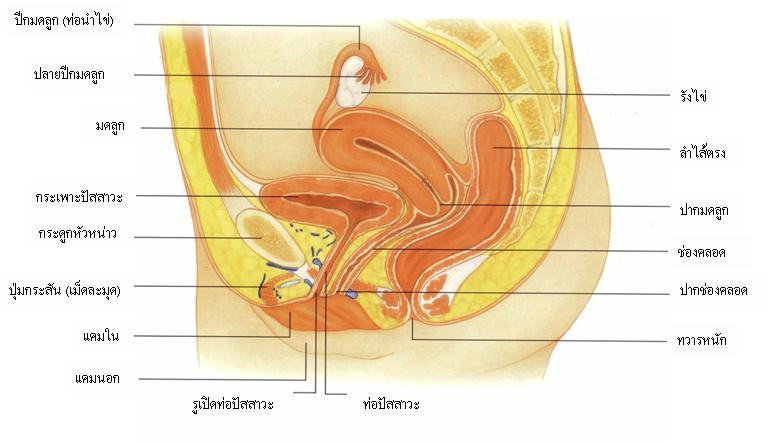 ปีกมดลูก (ท่อนำไข่)
ปลายปีกมดลูก
มดลูก
กระเพาะปัสสาวะ
กระดูกหัวหน่าว
ปุ่มกระสัน (เม็ดละมุด)
แคมใน
แคมนอก
รูเปิดท่อปัสสาวะ
ท่อปัสสาวะ
รังไข่
ลำไส้ตรง
ปากมดลูก
ช่องคลอด
ปากช่องคลอด
ทวารหนัก